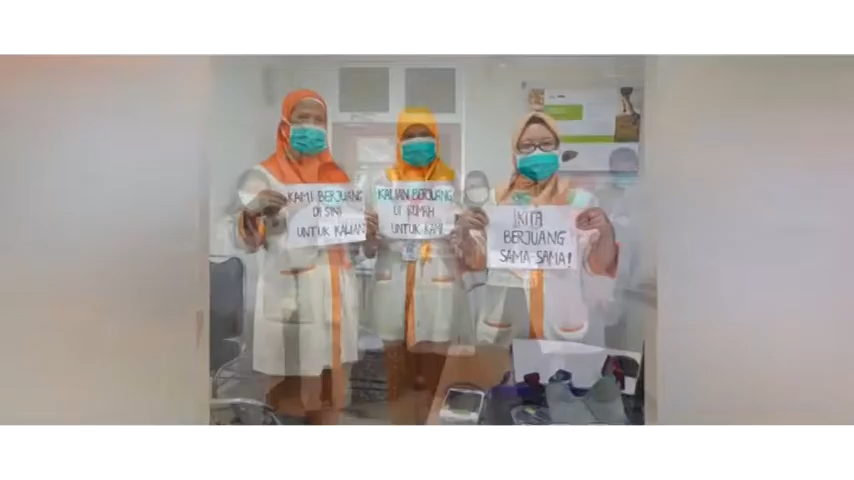 KAMI BERJUANG
DI SINI
UNTUK KALIAN
KALIAN BERJUANG
DI RUMAH
UNTUK KAMI
KITA
BERJUANG
SAMA-SAMA!